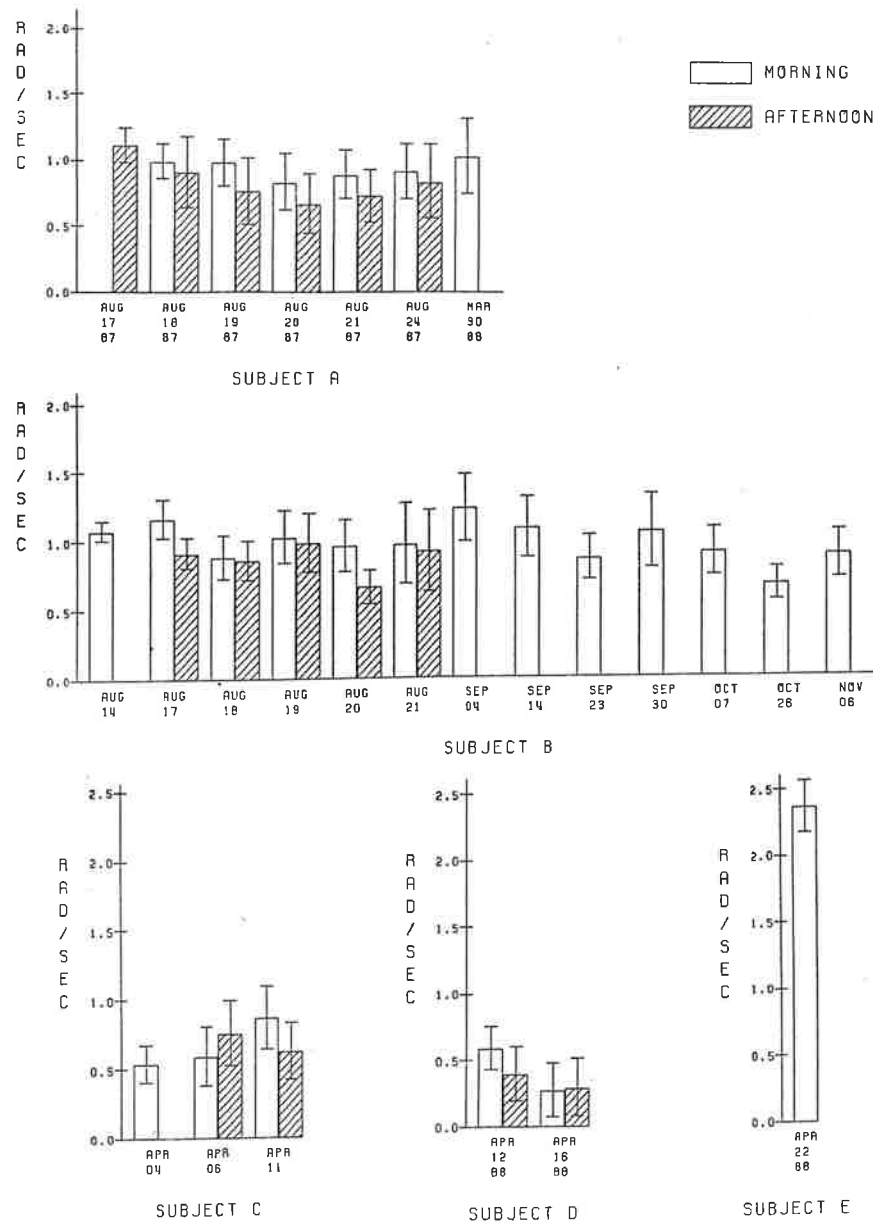 RAD/SEC
2.0
1.5
1.0
0.5
0.0
MORNING
AFTERNOON
AUG AUG AUG AUG AUG AUG MAR
17 18 19 20 21 24 30
87 87 87 87 87 87 88
SUBJECT A
RAD/SEC
2.0
1.5
1.0
0.5
0.0
AUG AUG AUG AUG AUG AUG SEP SEP SEP SEP OCT OCT NOV
14 17 18 19 20 21 04 14 23 30 07 26 06
SUBJECT B
RAD/SEC
2.5
2.0
1.5
1.0
0.5
0.0
APR APR APR
04 06 11
SUBJECT C
RAD/SEC
2.5
2.0
1.5
1.0
0.5
0.0
APR APR
12 16
88 88
SUBJECT D
RAD/SEC
2.5
2.0
1.5
1.0
0.5
0.0
APR
22
88
SUBJECT E